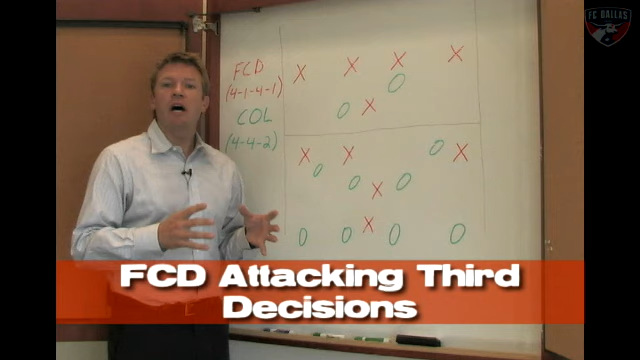 FC DALLAS
FCD
(4-1-4-1)
COL
(4-4-2)
X X X X
O
O X
X X O X
O O X O
X
O O O O
FCD Attacking Third
Decisions